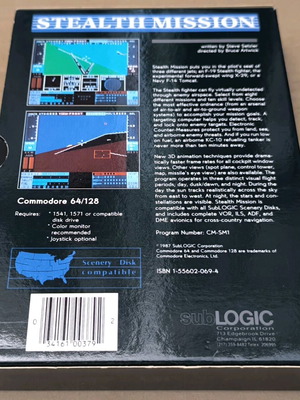 STEALTH MISSION
written by Steve Setzler
directed by Bruce Artwick
Stealth Mission puts you in the pilot's seat of
three different jets; an F-19 Stealth fighter, the
experimental forward-swept wing X-29, or a
Navy F-14 Tomcat.
The Stealth fighter can fly virtually undetected
through enemy airspace. Select from eight
different missions and ten skill levels. Choose
the most effective ordinance (from an arsenal
of air-to-air and air-to-ground weapons
systems) to accomplish your mission goals. A
targeting computer helps you detect, track,
and lock onto enemy targets. Electronic
Counter-Measures protect you from land, sea,
and airborne enemy threats. And if you run low
on fuel, an airborne KC-10 refueling tanker is
never more than ten minutes away.
New 3D animation techniques provide drama-
tically faster frame rates for all cockpit window
views. Other views (spot plane, control tower,
map, missile's eye view) are also available. The
program operates in three distinct visual flight
periods, day, dusk/dawn, and night. During the
day the sun tracks realistically across the sky
from east to west. At night, the stars and con-
stellations are visible. Stealth Mission is
compatible with all SubLOGIC Scenery Disks,
and includes complete VOR, ILS, ADF, and
DME avionics for cross-country navigation.
Program Number: CM-SM1
© 1987 SubLOGIC Corporation
Commodore 64 and Commodore 128 are trademarks of
Commodore Electronics, Ltd.
ISBN 1-55602-069-4
Commodore 64/128
Requires: * 1541, 1571 or compatible
disk drive
* Color monitor
recommended
* Joystick optional
Scenery Disk
compatible
0 34161 00379 2
subLOGIC
Corporation
713 Edgebrook Drive
Champaign IL 61820